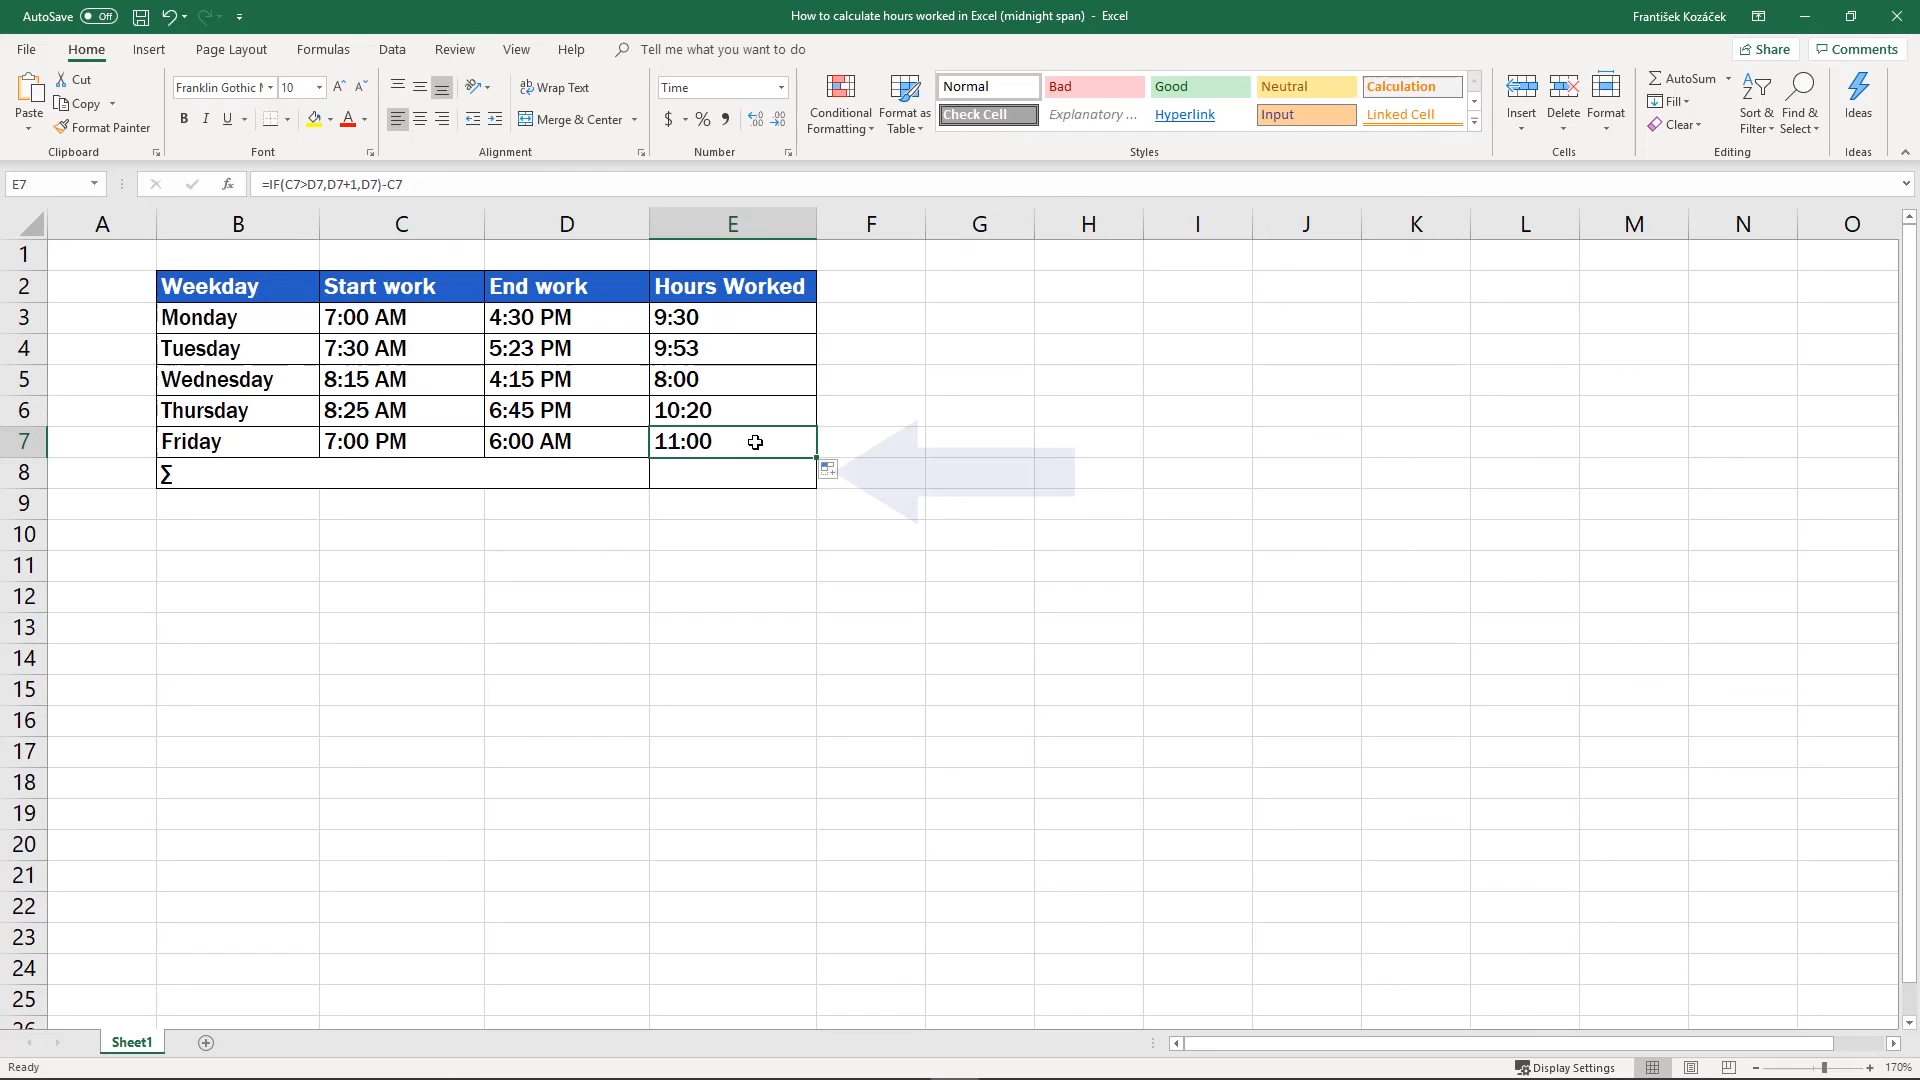 AutoSave Off How to calculate hours worked in Excel (midnight span) - Excel František Kozáček
File Home Insert Page Layout Formulas Data Review View Help Tell me what you want to do Share Comments
Paste
Cut
Copy
Format Painter
Clipboard
Franklin Gothic 10
B I U
A A
Font
Wrap Text
Merge & Center
Alignment
Time
$ % 9
Number
Conditional
Formatting
Format as
Table
Normal Bad Good Neutral Calculation
Check Cell Explanatory ... Hyperlink Input Linked Cell
Styles
Insert Delete Format
Cells
AutoSum
Fill
Clear
Sort &
Filter
Find &
Select
Editing
Ideas
Ideas
E7 fx =IF(C7>D7,D7+1,D7)-C7
A B C D E F G H I J K L M N O
1
2 Weekday Start work End work Hours Worked
3 Monday 7:00 AM 4:30 PM 9:30
4 Tuesday 7:30 AM 5:23 PM 9:53
5 Wednesday 8:15 AM 4:15 PM 8:00
6 Thursday 8:25 AM 6:45 PM 10:20
7 Friday 7:00 PM 6:00 AM 11:00
8 ∑
9
10
11
12
13
14
15
16
17
18
19
20
21
22
23
24
25
26
Sheet1
Ready Display Settings 170%